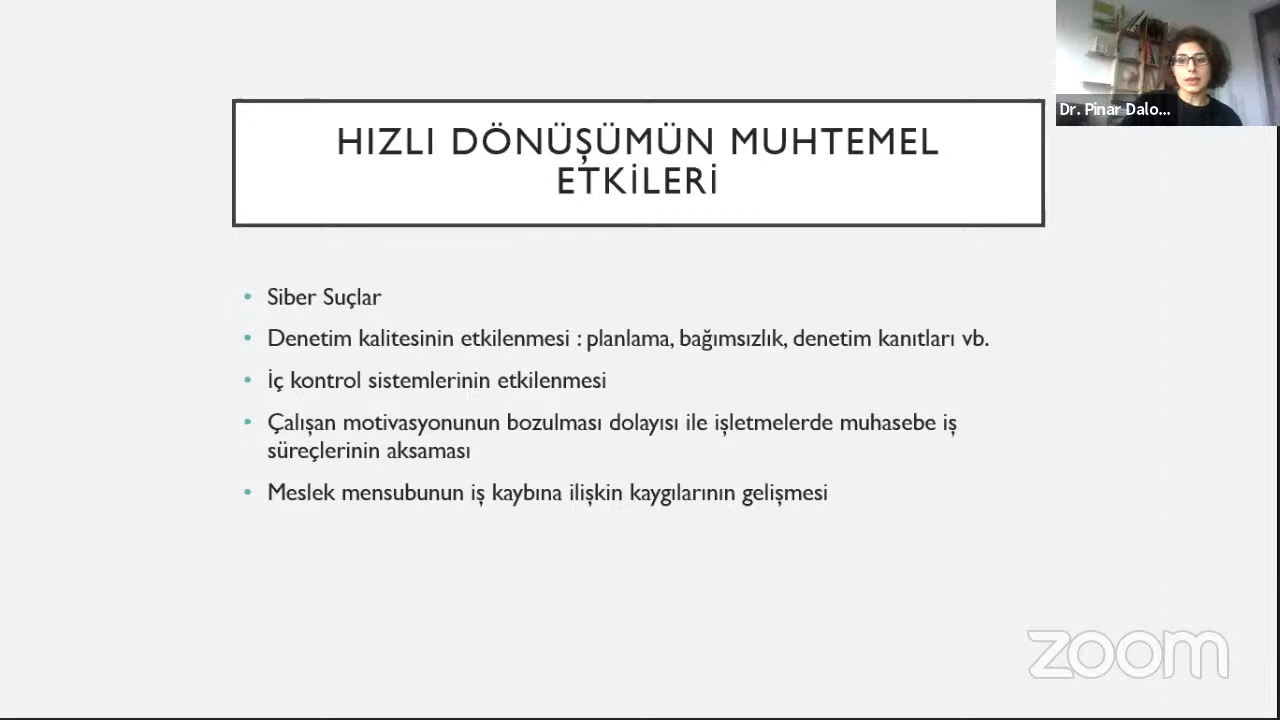 Dr. Pinar Dalo...
HIZLI DÖNÜŞÜMÜN MUHTEMEL
ETKİLERİ
• Siber Suçlar
• Denetim kalitesinin etkilenmesi : planlama, bağımsızlık, denetim kanıtları vb.
• İç kontrol sistemlerinin etkilenmesi
• Çalışan motivasyonunun bozulması dolayısı ile işletmelerde muhasebe iş
süreçlerinin aksaması
• Meslek mensubunun iş kaybına ilişkin kaygılarının gelişmesi
zoom